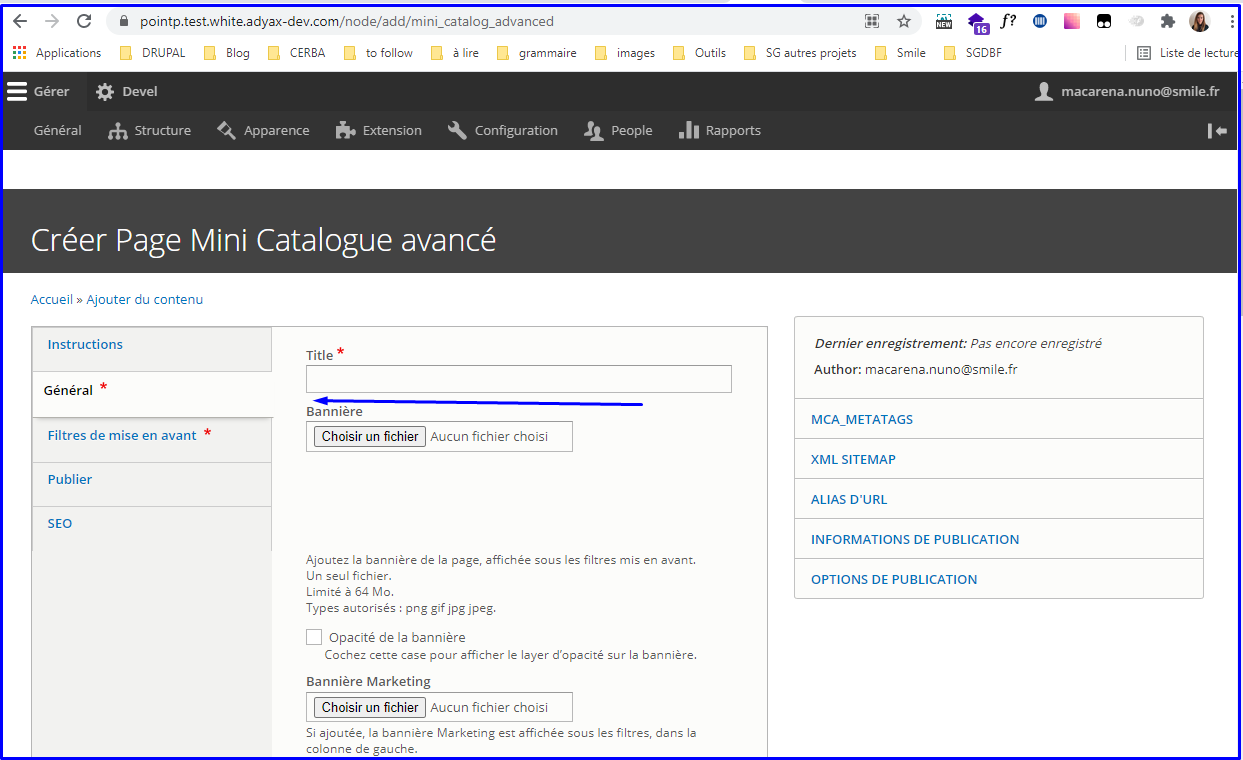 pointp.test.white.adyax-dev.com/node/add/mini_catalog_advanced
NEW
16
f?
Applications
DRUPAL
Blog
CERBA
to follow
à lire
grammaire
images
Outils
SG autres projets
Smile
SGDBF
Liste de lecture
Gérer
Devel
macarena.nuno@smile.fr
Général
Structure
Apparence
Extension
Configuration
People
Rapports
Créer Page Mini Catalogue avancé
Accueil » Ajouter du contenu
Instructions
Général *
Filtres de mise en avant *
Publier
SEO
Title *
Bannière
Choisir un fichier Aucun fichier choisi
Ajoutez la bannière de la page, affichée sous les filtres mis en avant.
Un seul fichier.
Limité à 64 Mo.
Types autorisés : png gif jpg jpeg.
Opacité de la bannière
Cochez cette case pour afficher le layer d'opacité sur la bannière.
Bannière Marketing
Choisir un fichier Aucun fichier choisi
Si ajoutée, la bannière Marketing est affichée sous les filtres, dans la
colonne de gauche.
Dernier enregistrement: Pas encore enregistré
Author: macarena.nuno@smile.fr
MCA_METATAGS
XML SITEMAP
ALIAS D'URL
INFORMATIONS DE PUBLICATION
OPTIONS DE PUBLICATION